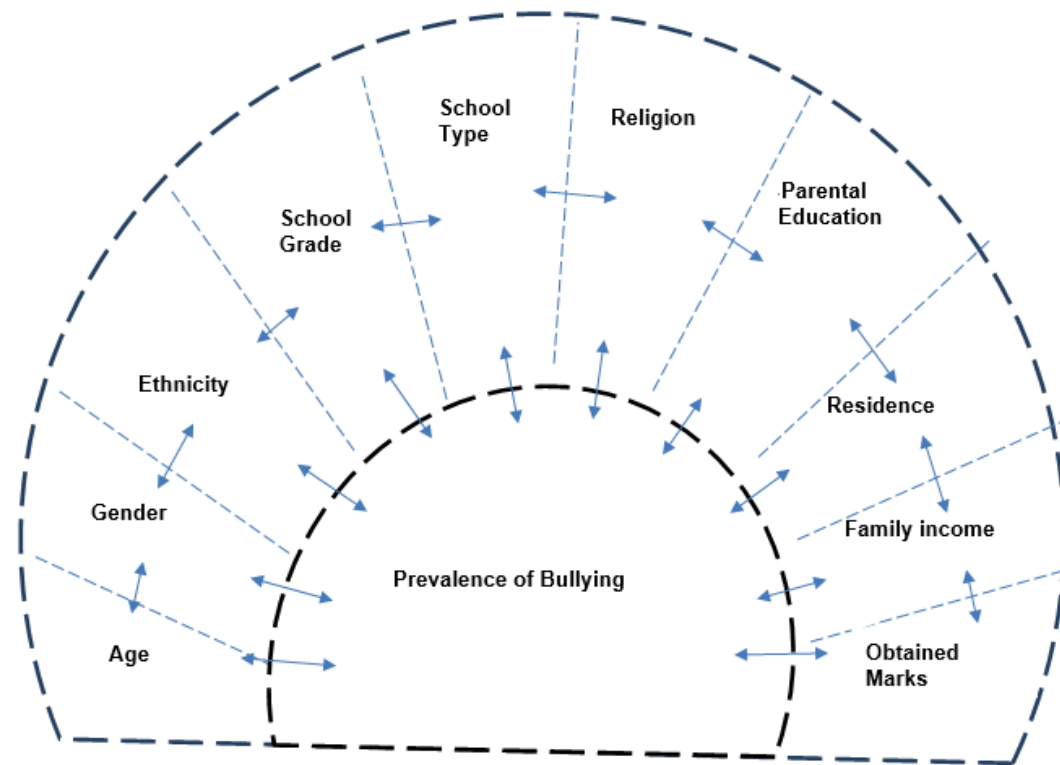 School
Type
Religion
Parental
Education
School
Grade
Ethnicity
Residence
Gender
Family income
Prevalence of Bullying
Age
Obtained
Marks